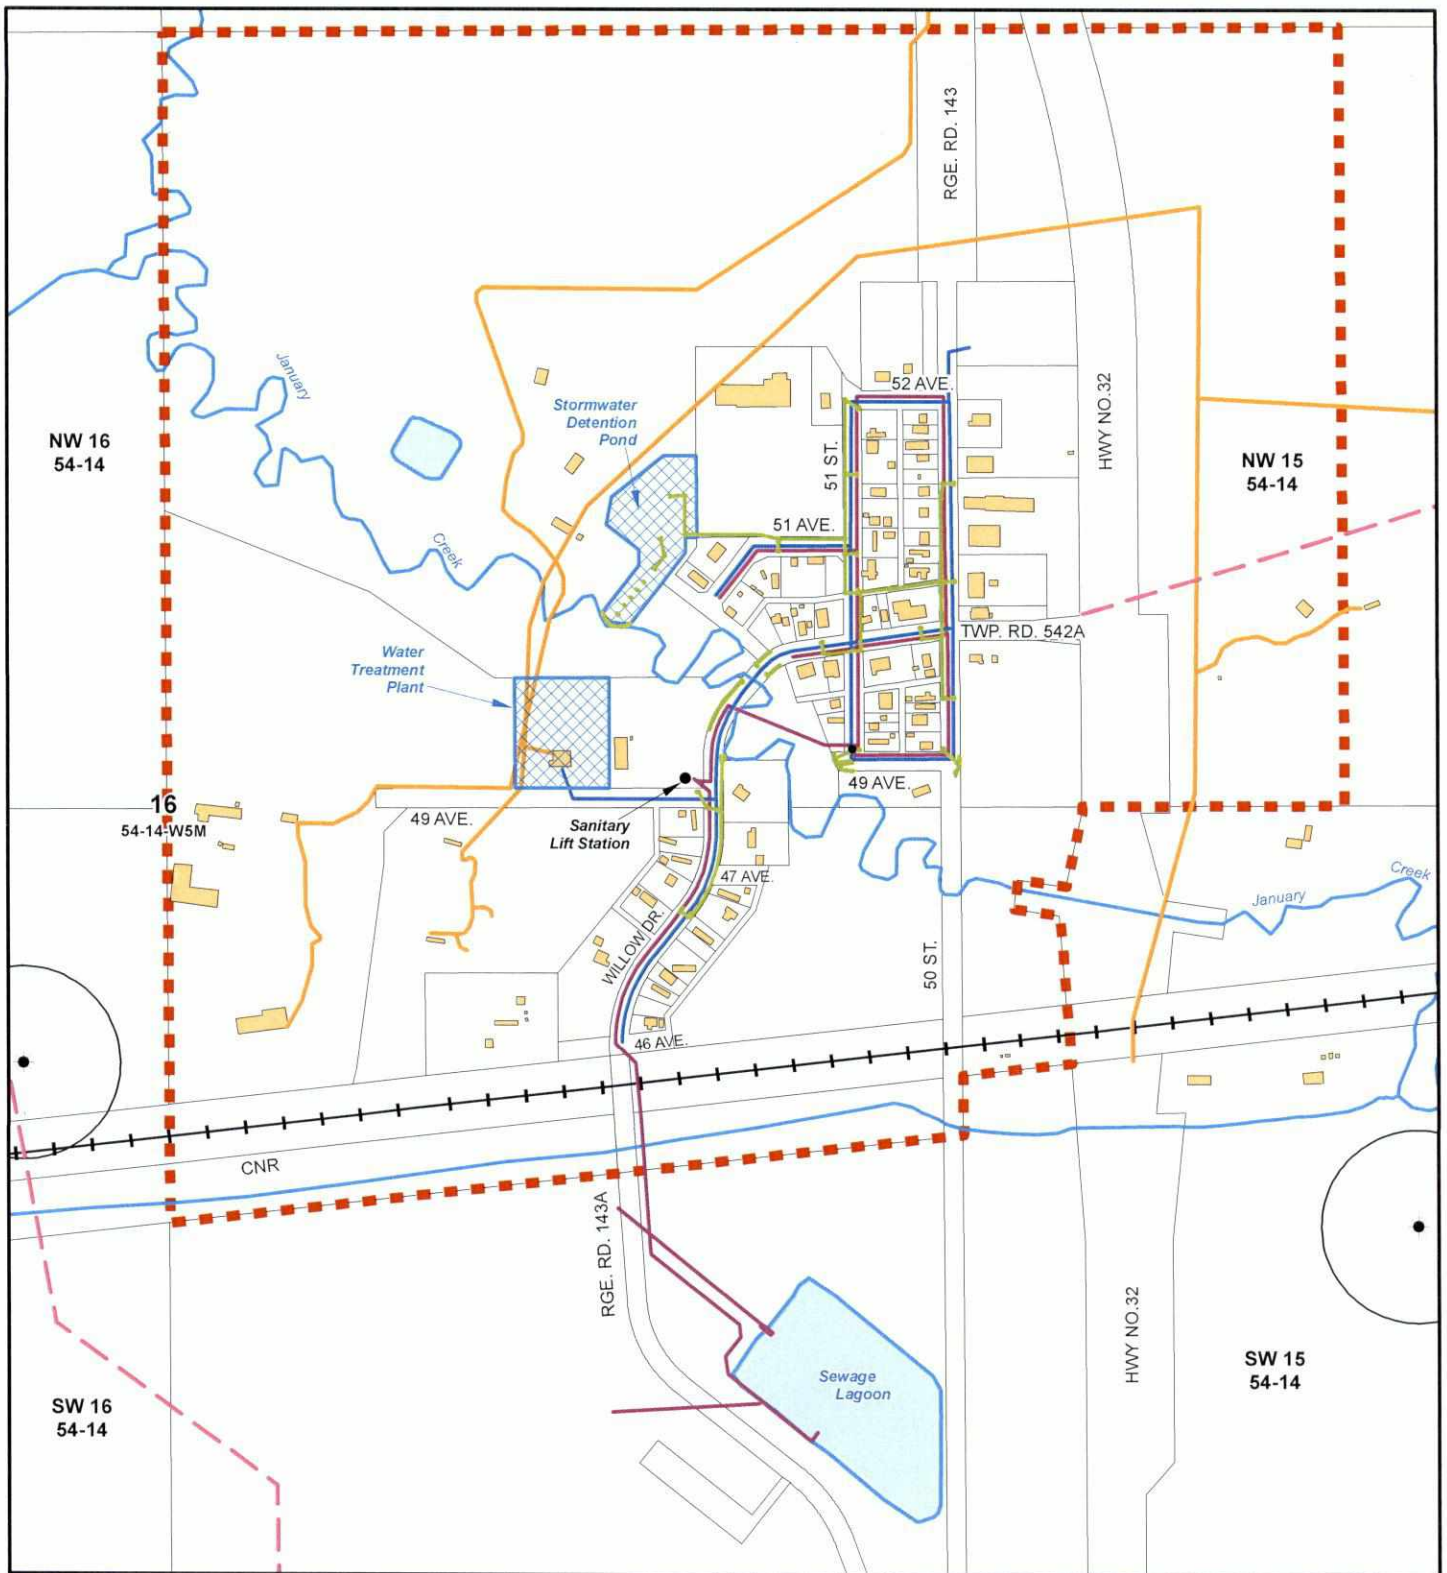 RGE. RD. 143
January
HWY NO.32
52 AVE.
Stormwater
Detention
Pond
NW 16
54-14
51 ST.
NW 15
54-14
51 AVE.
Creek
TWP. RD. 542A
Water
Treatment
Plant
49 AVE.
16
54-14-W5M
49 AVE.
Sanitary
Lift Station
47 AVE.
Creek
January
WILLOW DR.
50 ST.
46 AVE.
CNR
RGE. RD. 143A
HWY NO.32
SW 15
54-14
Sewage
Lagoon
SW 16
54-14